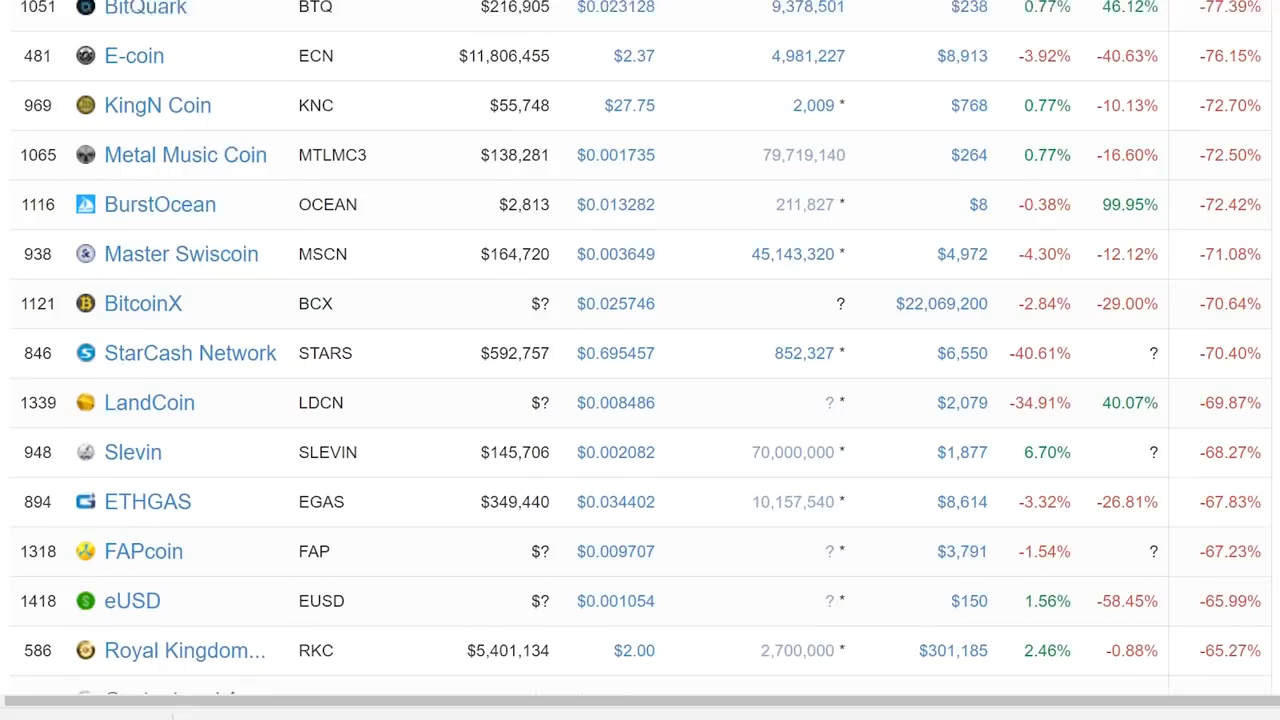 1051 BitQuark BTQ $216,905 $0.023128 9,378,501 $238 0.77% 46.12% -77.39%
481 E-coin ECN $11,806,455 $2.37 4,981,227 $8,913 -3.92% -40.63% -76.15%
969 KingN Coin KNC $55,748 $27.75 2,009 * $768 0.77% -10.13% -72.70%
1065 Metal Music Coin MTLMC3 $138,281 $0.001735 79,719,140 $264 0.77% -16.60% -72.50%
1116 BurstOcean OCEAN $2,813 $0.013282 211,827 * $8 -0.38% 99.95% -72.42%
938 Master Swiscoin MSCN $164,720 $0.003649 45,143,320 * $4,972 -4.30% -12.12% -71.08%
1121 BitcoinX BCX $? $0.025746 ? $22,069,200 -2.84% -29.00% -70.64%
846 StarCash Network STARS $592,757 $0.695457 852,327 * $6,550 -40.61% ? -70.40%
1339 LandCoin LDCN $? $0.008486 ? * $2,079 -34.91% 40.07% -69.87%
948 Slevin SLEVIN $145,706 $0.002082 70,000,000 * $1,877 6.70% ? -68.27%
894 ETHGAS EGAS $349,440 $0.034402 10,157,540 * $8,614 -3.32% -26.81% -67.83%
1318 FAPcoin FAP $? $0.009707 ? * $3,791 -1.54% ? -67.23%
1418 eUSD EUSD $? $0.001054 ? * $150 1.56% -58.45% -65.99%
586 Royal Kingdom... RKC $5,401,134 $2.00 2,700,000 * $301,185 2.46% -0.88% -65.27%